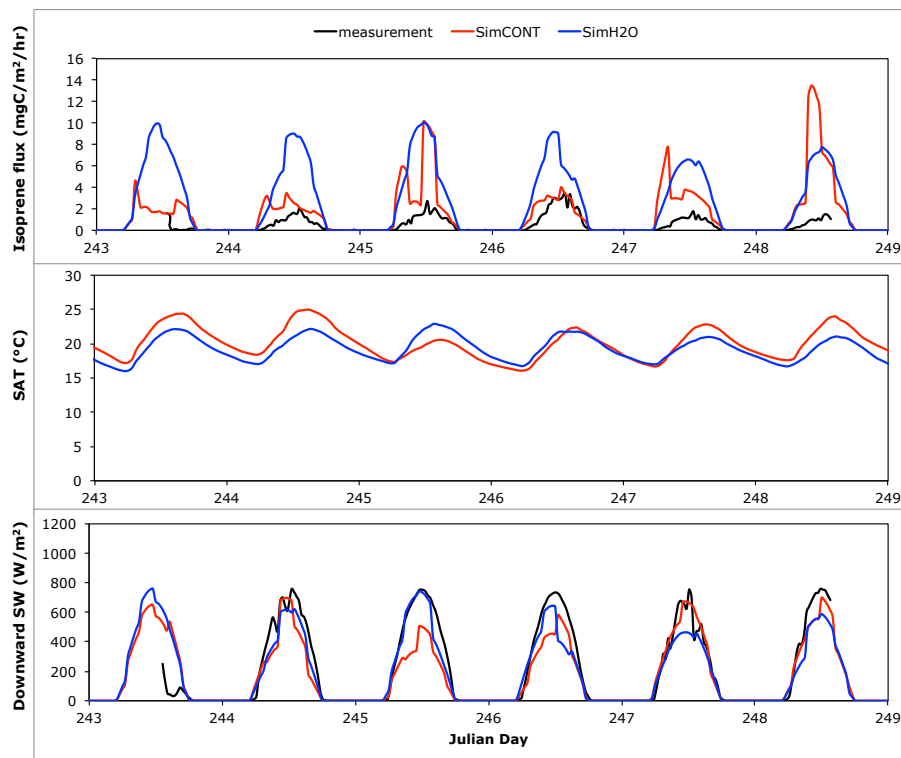 measurement SimCONT SimH2O
Isoprene flux (mgC/m²/hr)
16
14
12
10
8
6
4
2
0
243 244 245 246 247 248 249
SAT (°C)
30
25
20
15
10
5
0
243 244 245 246 247 248 249
Downward SW (W/m²)
1200
1000
800
600
400
200
0
243 244 245 246 247 248 249
Julian Day